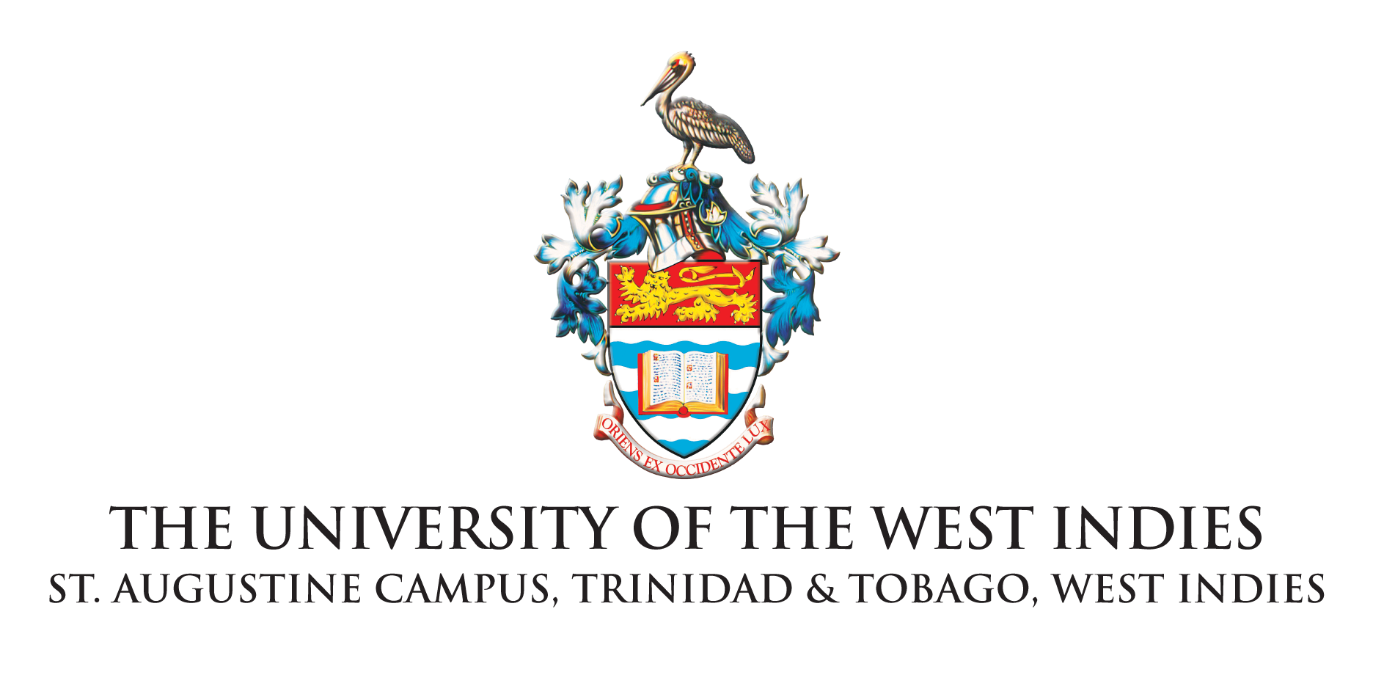 ORIENS EX OCCIDENTE LUX
THE UNIVERSITY OF THE WEST INDIES
ST. AUGUSTINE CAMPUS, TRINIDAD & TOBAGO, WEST INDIES